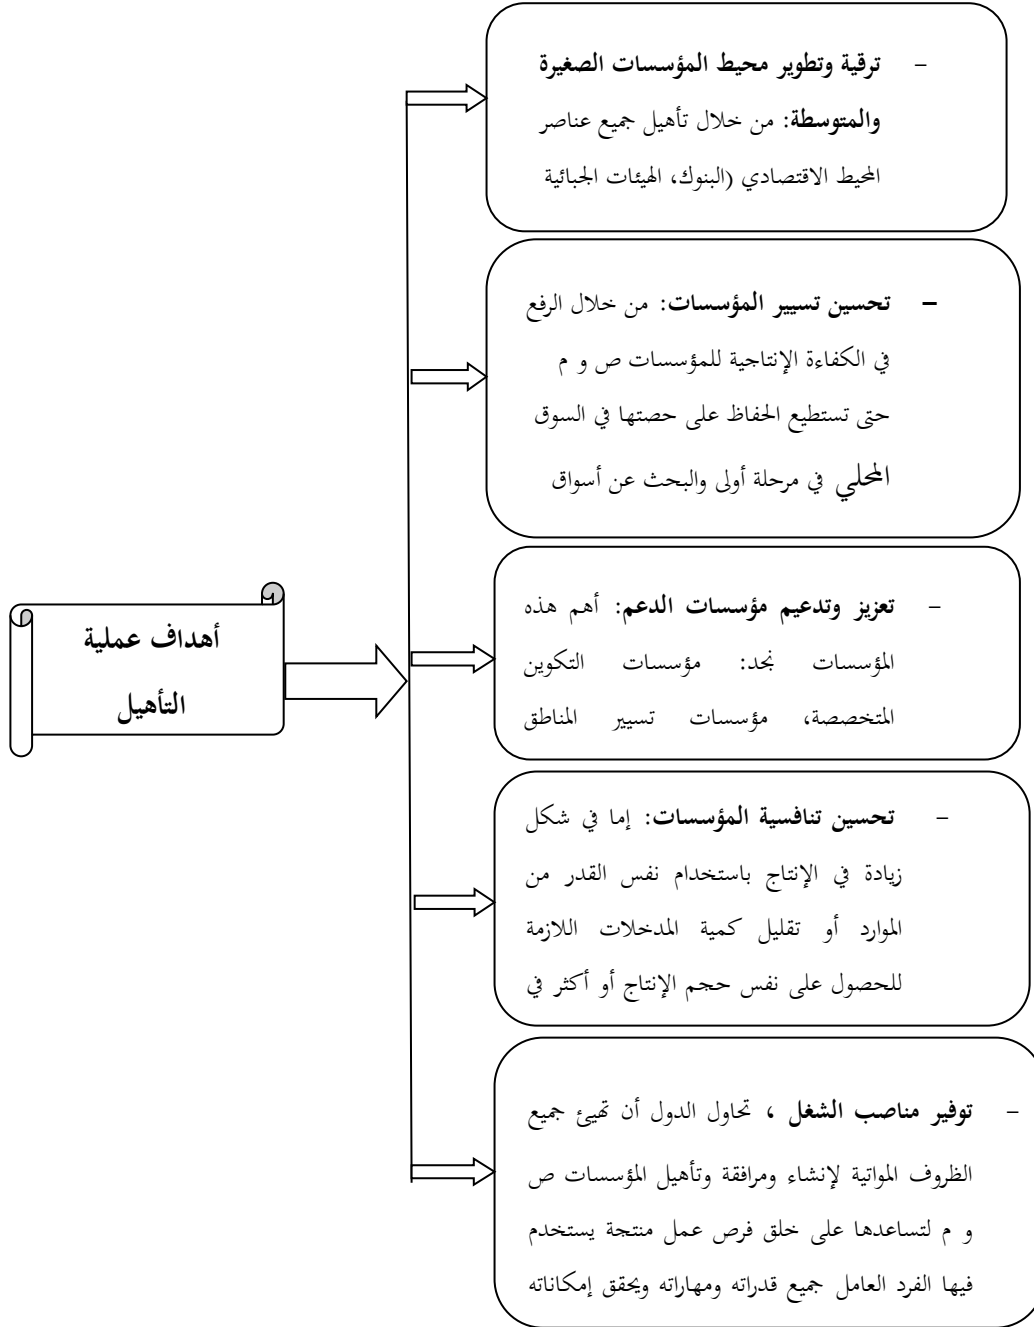 - ترقية وتطوير محيط المؤسسات الصغيرة
والمتوسطة: من خلال تأهيل جميع عناصر
المحيط الاقتصادي (البنوك، الهيئات الجبائية
- تحسين تسيير المؤسسات: من خلال الرفع
في الكفاءة الإنتاجية للمؤسسات ص و م
حتى تستطيع الحفاظ على حصتها في السوق
المحلي في مرحلة أولى والبحث عن أسواق
- تعزيز وتدعيم مؤسسات الدعم: أهم هذه
المؤسسات نجد: مؤسسات التكوين
المتخصصة، مؤسسات تسيير المناطق
أهداف عملية
التأهيل
- تحسين تنافسية المؤسسات: إما في شكل
زيادة في الإنتاج باستخدام نفس القدر من
الموارد أو تقليل كمية المدخلات اللازمة
للحصول على نفس حجم الإنتاج أو أكثر في
- توفير مناصب الشغل ، تحاول الدول أن تهيئ جميع
الظروف المواتية لإنشاء ومرافقة وتأهيل المؤسسات ص
و م لتساعدها على خلق فرص عمل منتجة يستخدم
فيها الفرد العامل جميع قدراته ومهاراته ويحقق إمكاناته